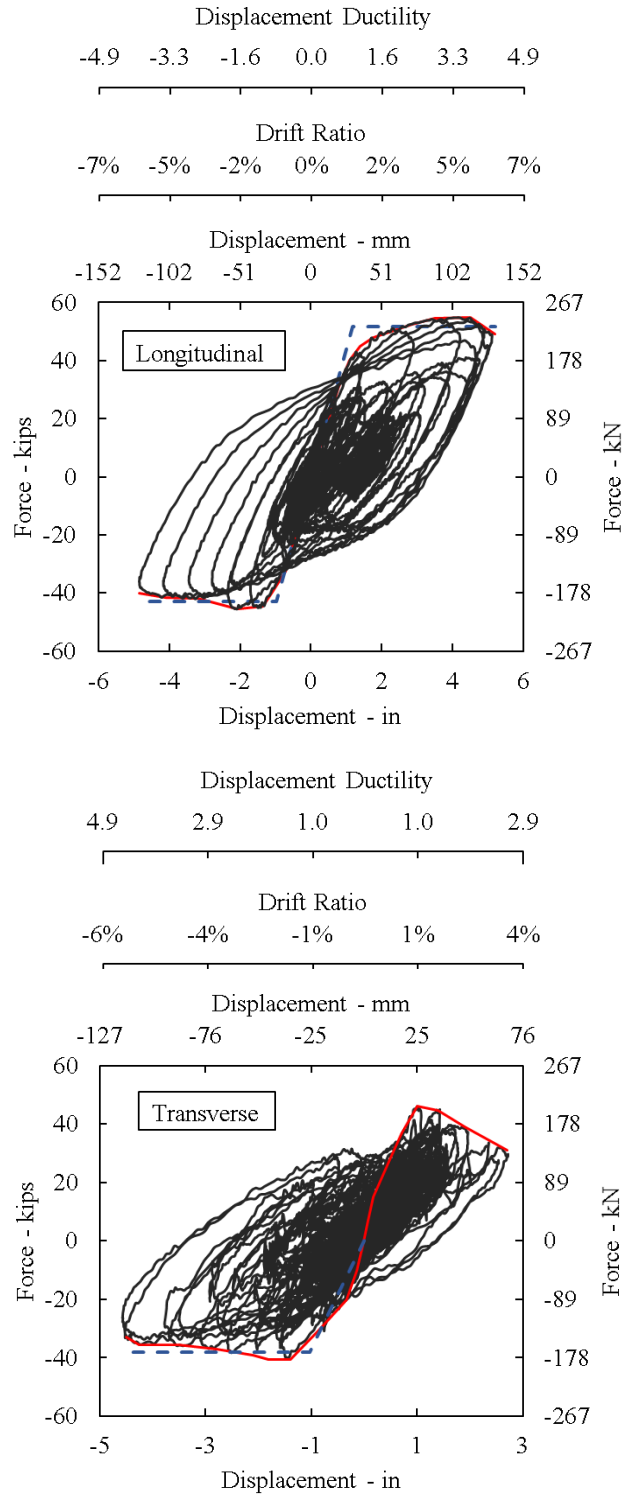 Displacement Ductility
-4.9 -3.3 -1.6 0.0 1.6 3.3 4.9
Drift Ratio
-7% -5% -2% 0% 2% 5% 7%
Displacement - mm
-152 -102 -51 0 51 102 152
60 267
Longitudinal
40 178
20 89
0 0
-20 -89
-40 -178
-60 -267
Force - kips
Force - kN
-6 -4 -2 0 2 4 6
Displacement - in
Displacement Ductility
4.9 2.9 1.0 1.0 2.9
Drift Ratio
-6% -4% -1% 1% 4%
Displacement - mm
-127 -76 -25 25 76
60 267
Transverse
40 178
20 89
0 0
-20 -89
-40 -178
-60 -267
Force - kips
Force - kN
-5 -3 -1 1 3
Displacement - in